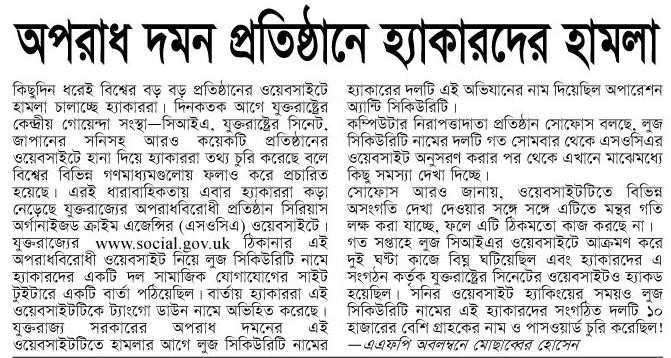 অপরাধ দমন প্রতিষ্ঠানে হ্যাকারদের হামলা
কিছুদিন ধরেই বিশ্বের বড় বড় প্রতিষ্ঠানের ওয়েবসাইটে
হামলা চালাচ্ছে হ্যাকাররা। দিনকতক আগে যুক্তরাষ্ট্রের
কেন্দ্রীয় গোয়েন্দা সংস্থা—সিআইএ, যুক্তরাষ্ট্রের সিনেট,
জাপানের সনিসহ আরও কয়েকটি প্রতিষ্ঠানের
ওয়েবসাইটে হানা দিয়ে হ্যাকাররা তথ্য চুরি করেছে বলে
বিশ্বের বিভিন্ন গণমাধ্যমগুলোয় ফলাও করে প্রচারিত
হয়েছে। এরই ধারাবাহিকতায় এবার হ্যাকাররা কড়া
নেড়েছে যুক্তরাজ্যের অপরাধবিরোধী প্রতিষ্ঠান সিরিয়াস
অর্গানাইজড ক্রাইম এজেন্সির (এসওসিএ) ওয়েবসাইটে।
যুক্তরাজ্যের www.social.gov.uk ঠিকানার এই
অপরাধবিরোধী ওয়েবসাইট নিয়ে লুজ সিকিউরিটি নামে
হ্যাকারদের একটি দল সামাজিক যোগাযোগের সাইট
টুইটারে একটি বার্তা পঠিয়েছিল। বার্তায় হ্যাকাররা এই
ওয়েবসাইটটিকে ট্যাংগো ডাউন নামে অভিহিত করেছে।
যুক্তরাজ্য সরকারের অপরাধ দমনের এই
ওয়েবসাইটটিতে হামলার আগে লুজ সিকিউরিটি নামের
হ্যাকারের দলটি এই অভিযানের নাম দিয়েছিল অপারেশন
অ্যান্টি সিকিউরিটি।
কম্পিউটার নিরাপত্তাদাতা প্রতিষ্ঠান সোফোস বলছে, লুজ
সিকিউরিটি নামের দলটি গত সোমবার থেকে এসওসিএর
ওয়েবসাইট অনুসরণ করার পর থেকে এখানে মাঝেমধ্যে
কিছু সমস্যা দেখা দিচ্ছে।
সোফোস আরও জানায়, ওয়েবসাইটটিতে বিভিন্ন
অসংগতি দেখা দেওয়ার সঙ্গে সঙ্গে এটিতে মন্থর গতি
লক্ষ করা যাচ্ছে, ফলে এটি ঠিকমতো কাজ করছে না।
গত সপ্তাহে লুজ সিআইএর ওয়েবসাইটে আক্রমণ করে
দুই ঘণ্টা কাজে বিঘ্ন ঘটিয়েছিল এবং হ্যাকারদের এ
সংগঠন কর্তৃক যুক্তরাষ্ট্রের সিনেটের ওয়েবসাইটও হ্যাকড
হয়েছিল। সনির ওয়েবসাইট হ্যাকিংয়ের সময়ও লুজ
সিকিউরিটি নামের এই হ্যাকারদের সংগঠিত দলটি ১০
হাজারের বেশি গ্রাহকের নাম ও পাসওয়ার্ড চুরি করেছিল!
—এএফপি অবলম্বনে মোছাব্বের হোসেন